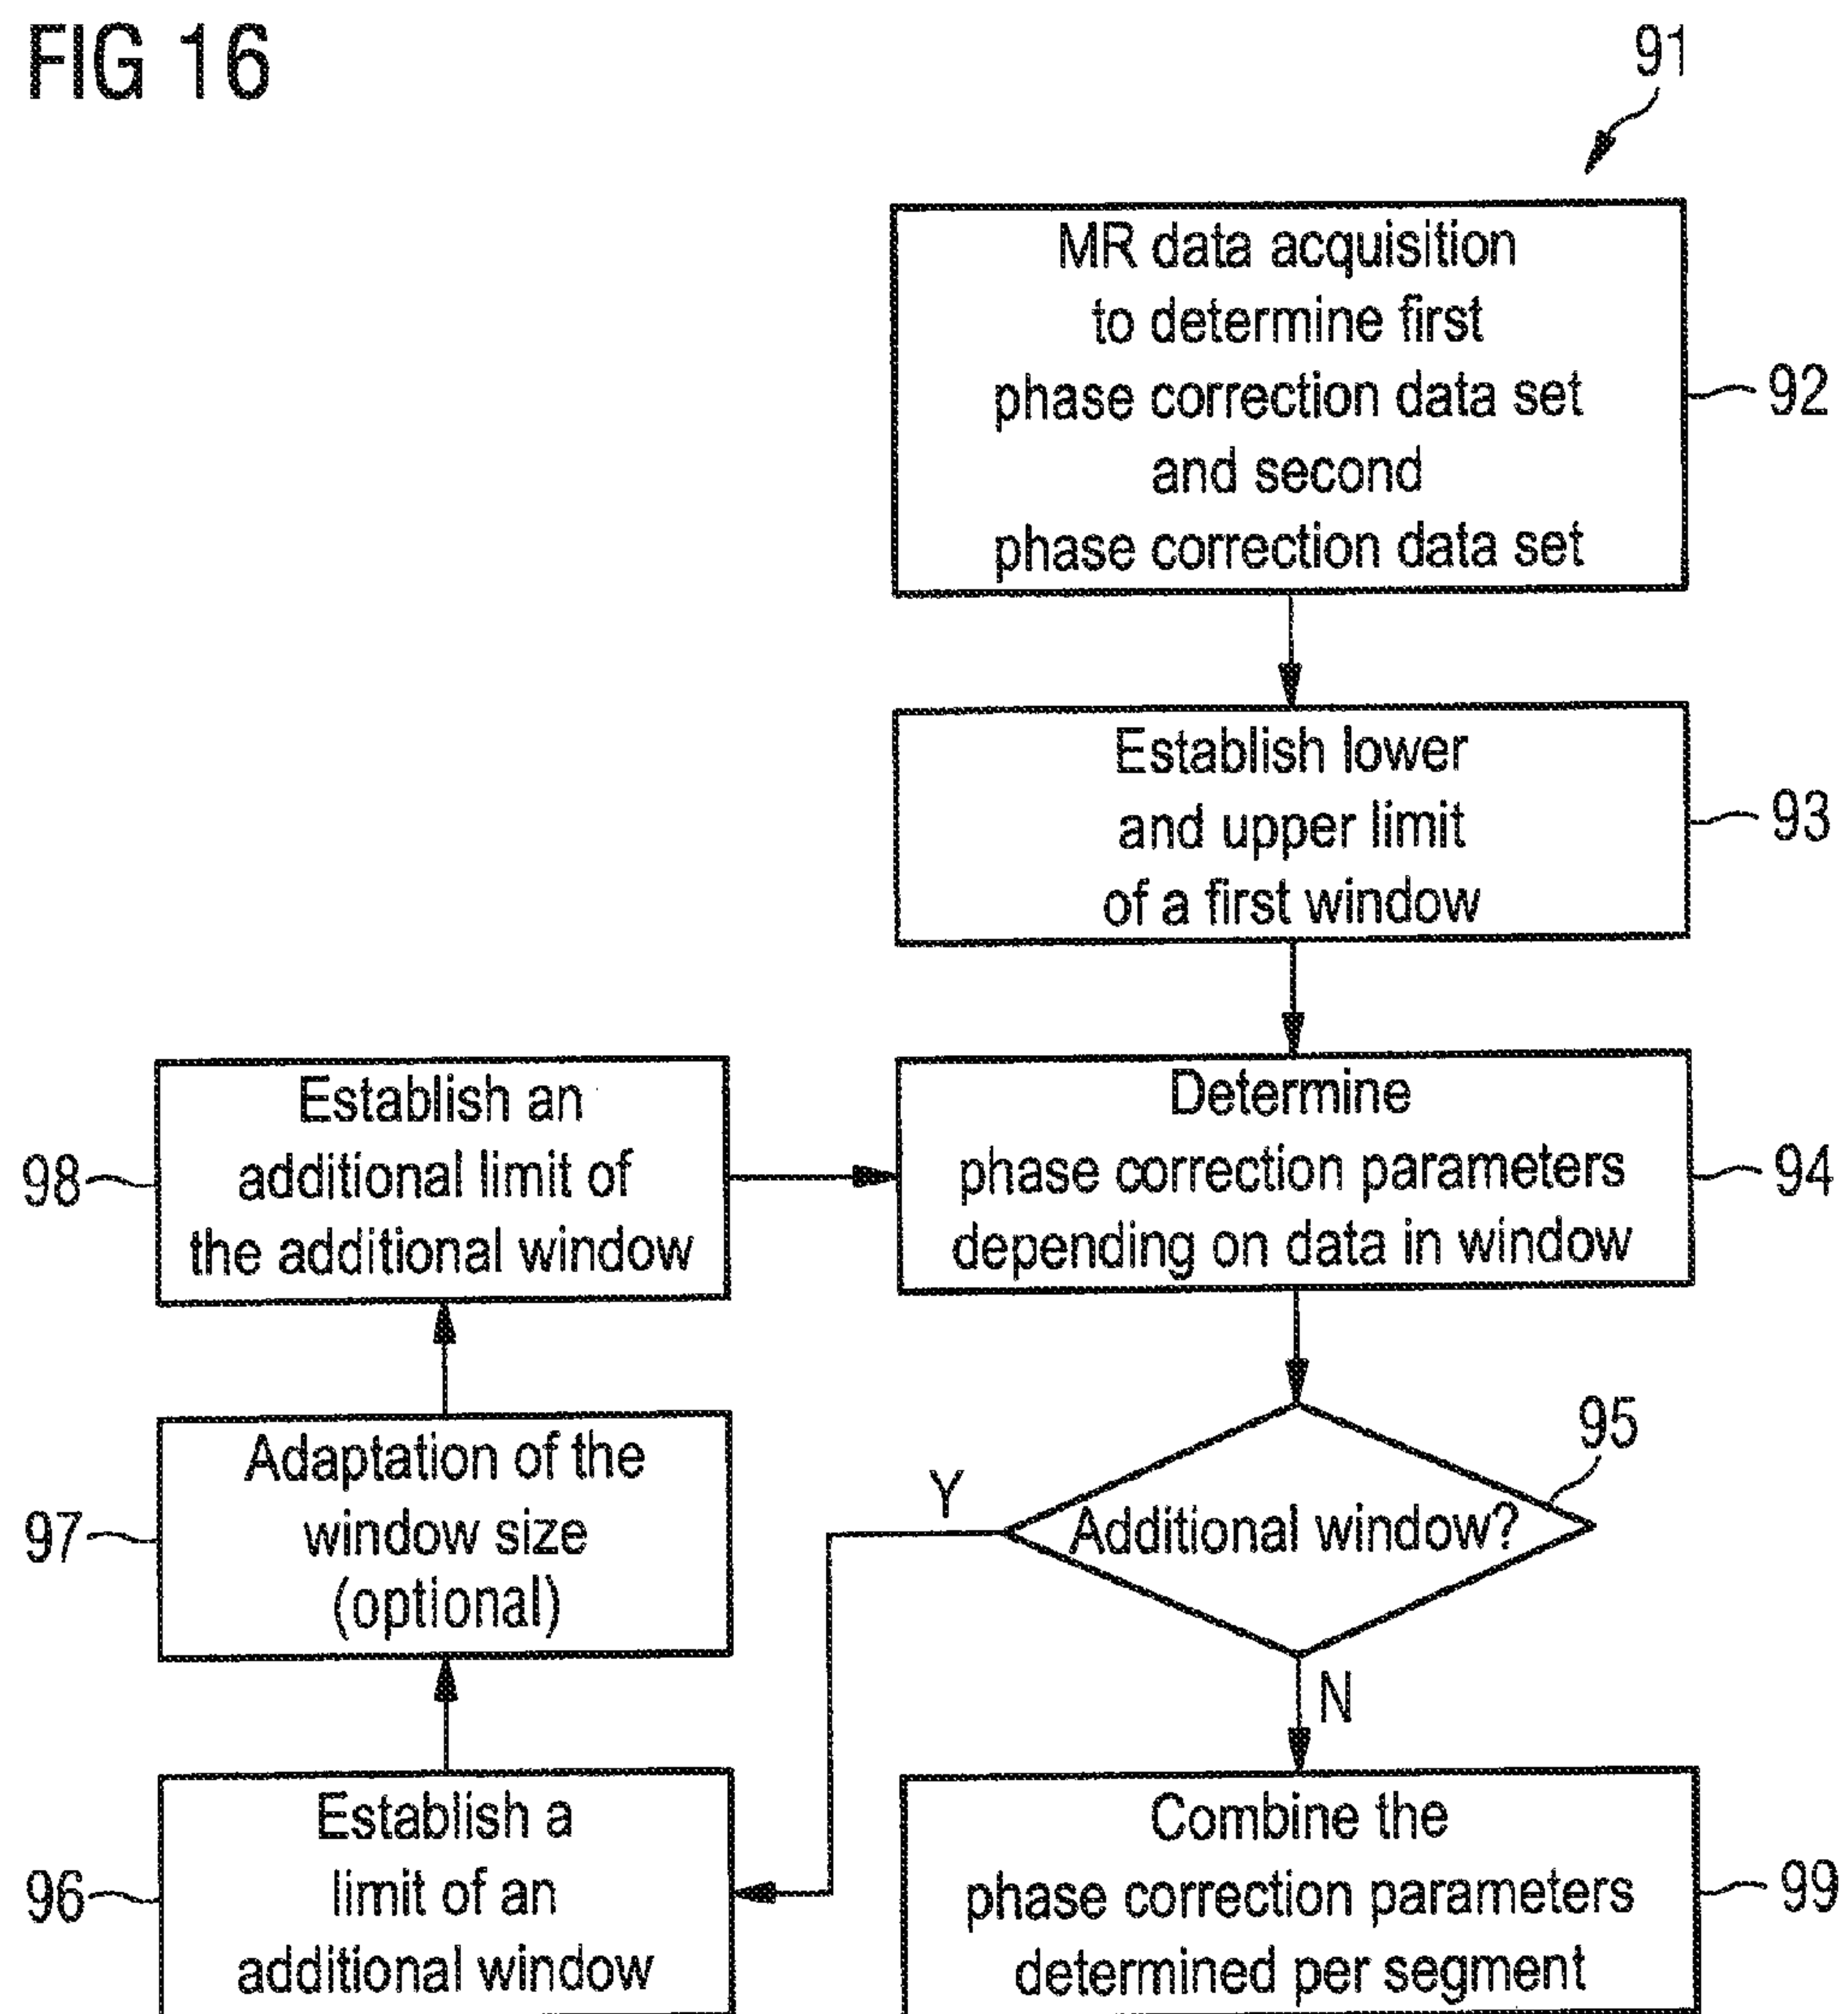 FIG 16
91
MR data acquisition
to determine first
phase correction data set
and second
phase correction data set
92
Establish lower
and upper limit
of a first window
93
Determine
phase correction parameters
depending on data in window
94
Establish an
additional limit of
the additional window
98
Additional window?
95
Y
N
Adaptation of the
window size
(optional)
97
Establish a
limit of an
additional window
96
Combine the
phase correction parameters
determined per segment
99